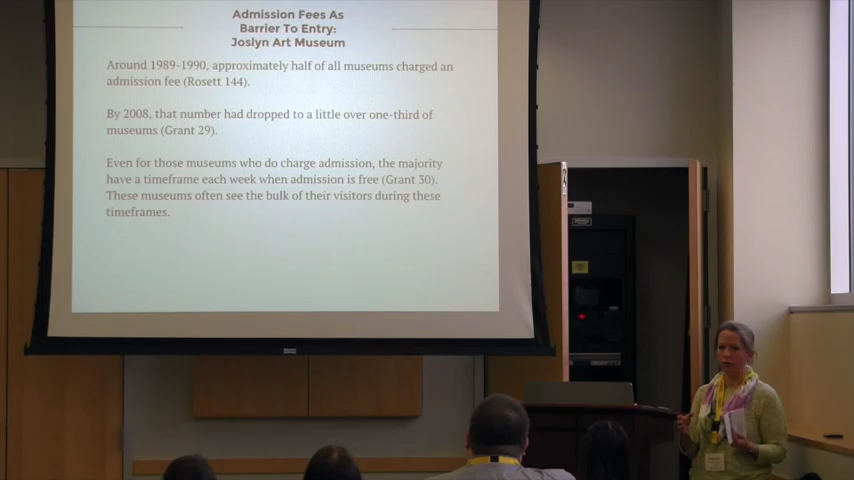 Admission Fees As
Barrier To Entry:
Joslyn Art Museum
Around 1989-1990, approximately half of all museums charged an
admission fee (Rosett 144).
By 2008, that number had dropped to a little over one-third of
museums (Grant 29).
Even for those museums who do charge admission, the majority
have a timeframe each week when admission is free (Grant 30).
These museums often see the bulk of their visitors during these
timeframes.